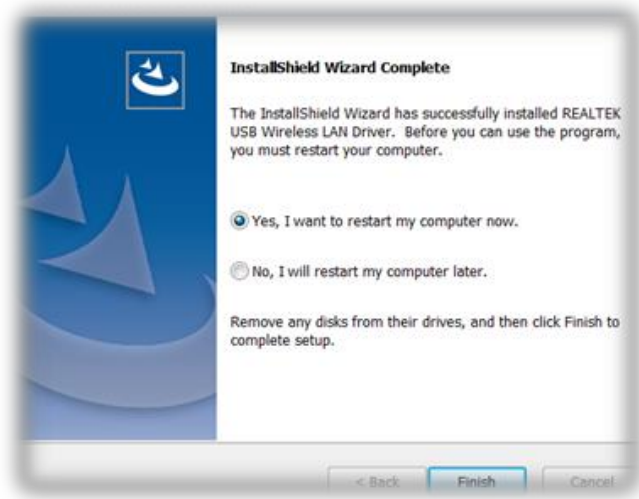 InstallShield Wizard Complete
The InstallShield Wizard has successfully installed REALTEK
USB Wireless LAN Driver. Before you can use the program,
you must restart your computer.
Yes, I want to restart my computer now.
No, I will restart my computer later.
Remove any disks from their drives, and then click Finish to
complete setup.
< Back Finish Cancel